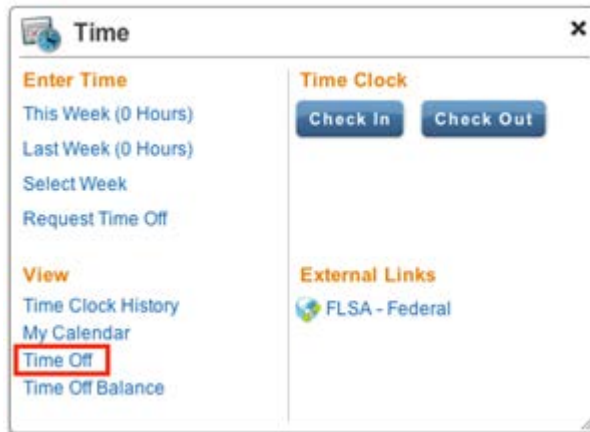 Time
Enter Time
This Week (0 Hours)
Last Week (0 Hours)
Select Week
Request Time Off
Time Clock
Check In
Check Out
View
Time Clock History
My Calendar
Time Off
Time Off Balance
External Links
FLSA - Federal